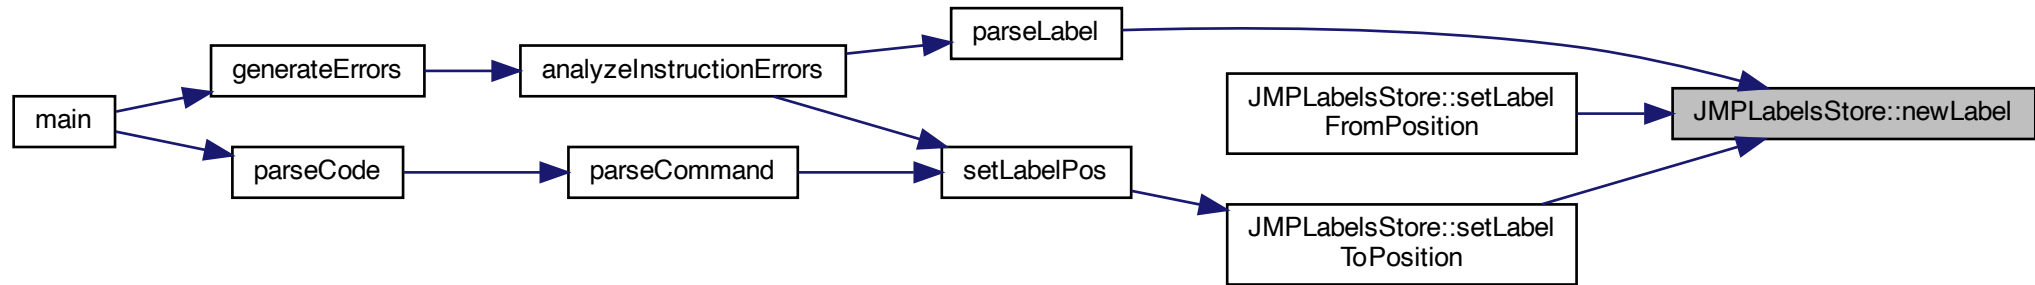 main
generateErrors
parseCode
analyzeInstructionErrors
parseCommand
parseLabel
setLabelPos
JMPLabelsStore::setLabel
FromPosition
JMPLabelsStore::setLabel
ToPosition
JMPLabelsStore::newLabel